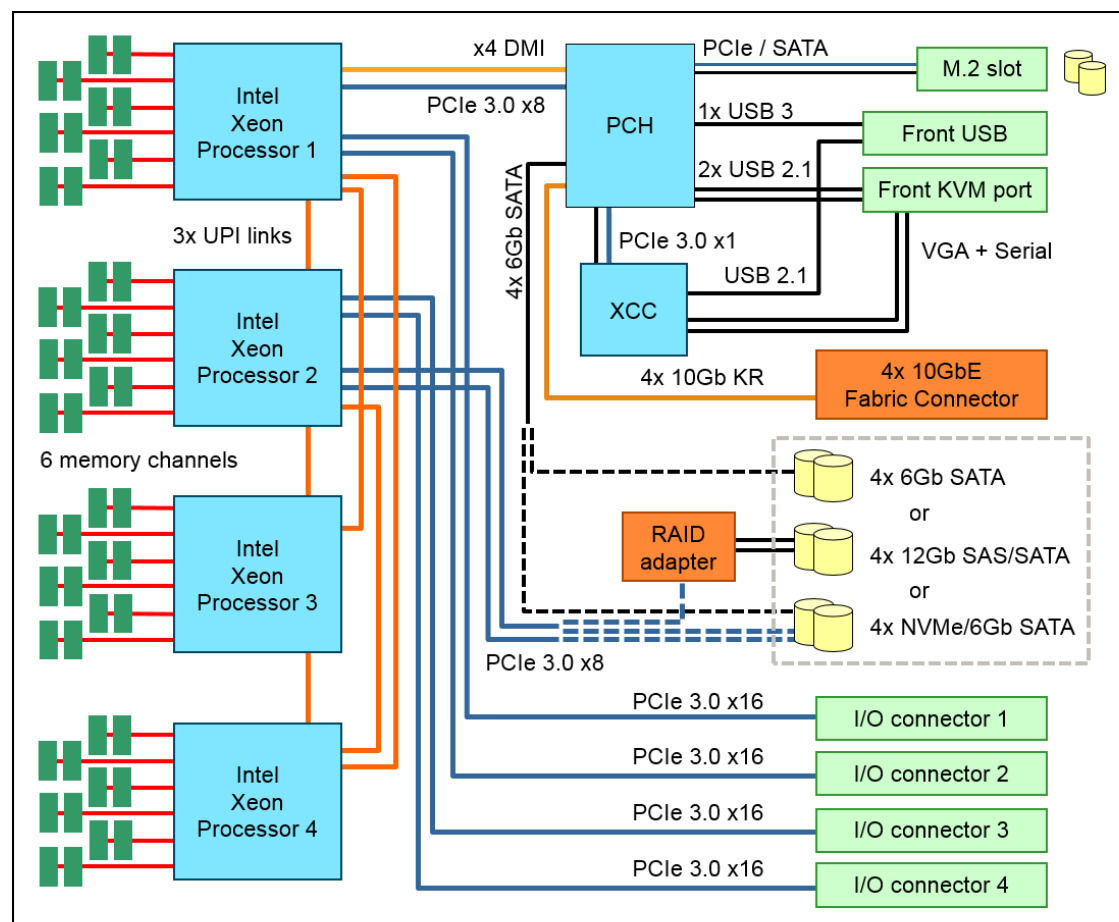 x4 DMI
PCIe / SATA
M.2 slot
Intel
Xeon
Processor 1
PCIe 3.0 x8
PCH
1x USB 3
Front USB
4x 6Gb SATA
2x USB 2.1
Front KVM port
3x UPI links
PCIe 3.0 x1
VGA + Serial
USB 2.1
XCC
Intel
Xeon
Processor 2
4x 10Gb KR
4x 10GbE
Fabric Connector
6 memory channels
4x 6Gb SATA
or
RAID
adapter
4x 12Gb SAS/SATA
or
4x NVMe/6Gb SATA
Intel
Xeon
Processor 3
PCIe 3.0 x8
PCIe 3.0 x16
I/O connector 1
PCIe 3.0 x16
I/O connector 2
Intel
Xeon
Processor 4
PCIe 3.0 x16
I/O connector 3
PCIe 3.0 x16
I/O connector 4